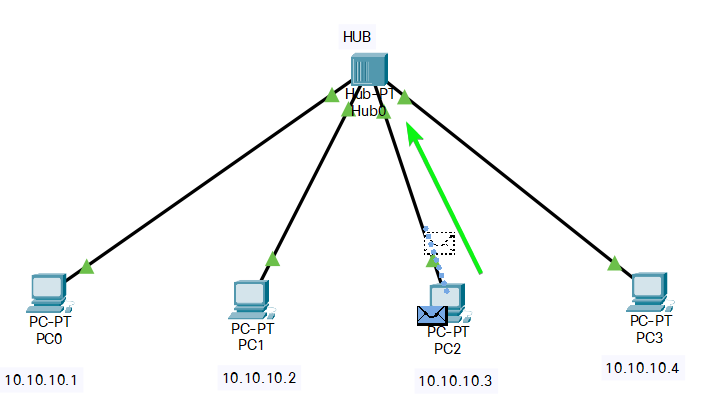 HUB
Hub-PT
Hub0
PC-PT
PC0
PC-PT
PC1
PC-PT
PC2
PC-PT
PC3
10.10.10.1
10.10.10.2
10.10.10.3
10.10.10.4